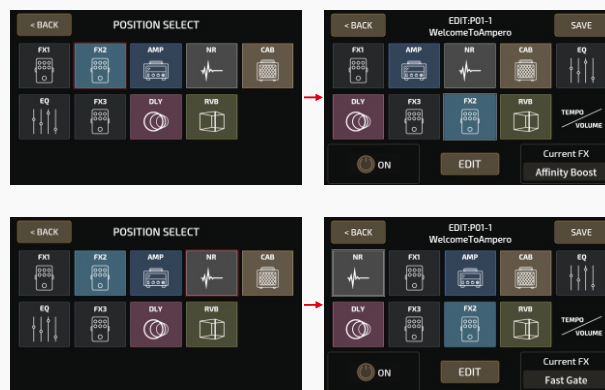 < BACK
POSITION SELECT
FX1 FX2 AMP NR CAB
EQ FX3 DLY RVB
< BACK
EDIT:P01-1
WelcomeToAmpero
SAVE
FX1 AMP NR CAB EQ
DLY FX3 FX2 RVB
TEMPO
VOLUME
ON
EDIT
Current FX
Affinity Boost
< BACK
POSITION SELECT
FX1 FX2 AMP NR CAB
EQ FX3 DLY RVB
< BACK
EDIT:P01-1
WelcomeToAmpero
SAVE
NR FX1 AMP CAB EQ
DLY FX3 FX2 RVB
TEMPO
VOLUME
ON
EDIT
Current FX
Fast Gate